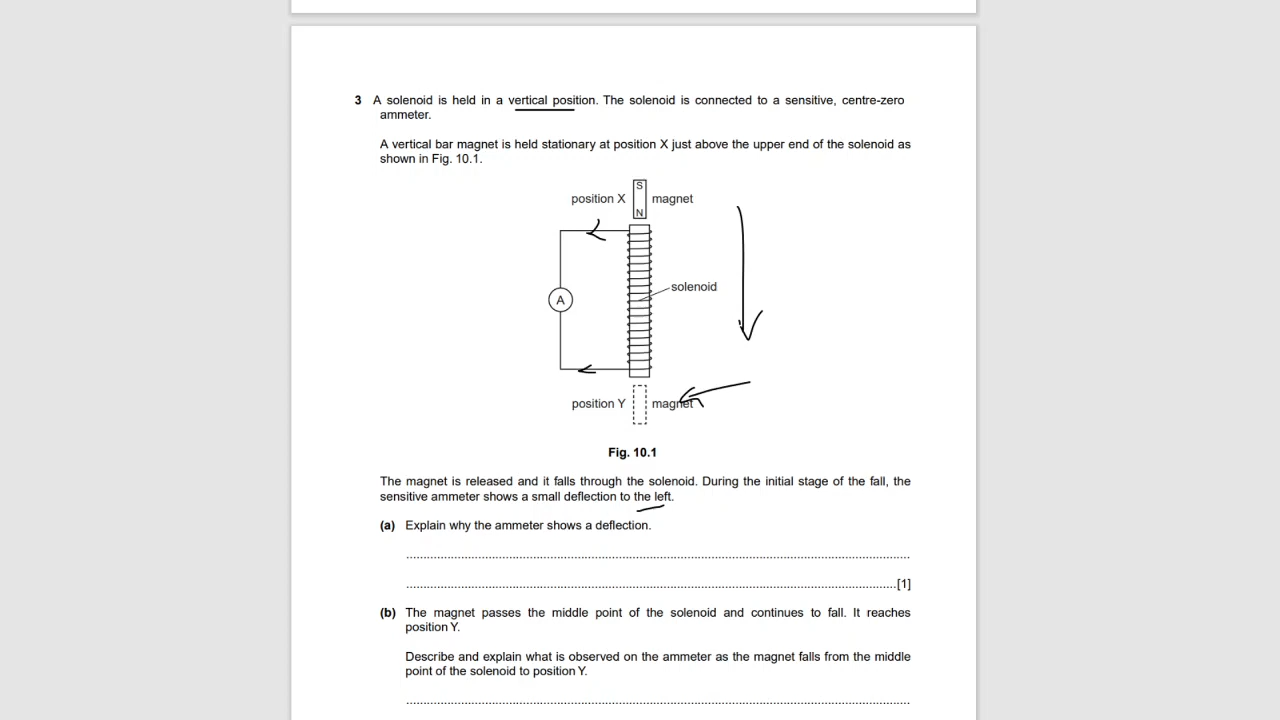 3 A solenoid is held in a vertical position. The solenoid is connected to a sensitive, centre-zero
ammeter.
A vertical bar magnet is held stationary at position X just above the upper end of the solenoid as
shown in Fig. 10.1.
S
position X magnet
N
solenoid
A
position Y magnet
Fig. 10.1
The magnet is released and it falls through the solenoid. During the initial stage of the fall, the
sensitive ammeter shows a small deflection to the left.
(a) Explain why the ammeter shows a deflection.
[1]
(b) The magnet passes the middle point of the solenoid and continues to fall. It reaches
position Y.
Describe and explain what is observed on the ammeter as the magnet falls from the middle
point of the solenoid to position Y.